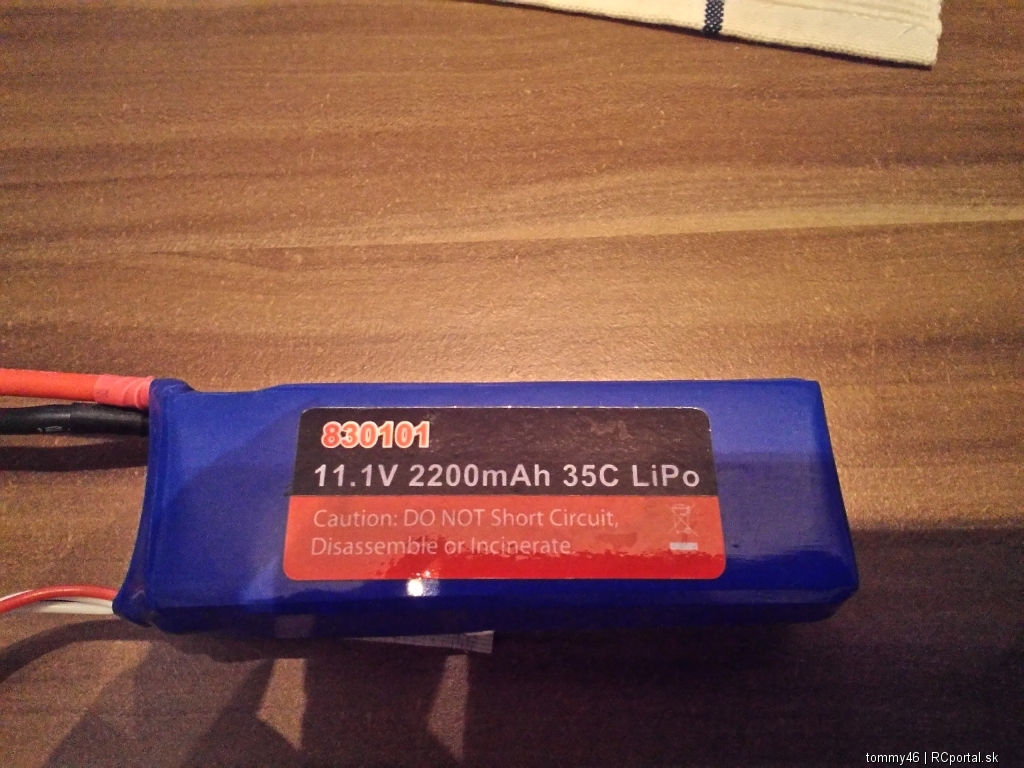 830101
11.1V 2200mAh 35C LiPo
Caution: DO NOT Short Circuit,
Disassemble or Incinerate.
tommy46 | RCportal.sk